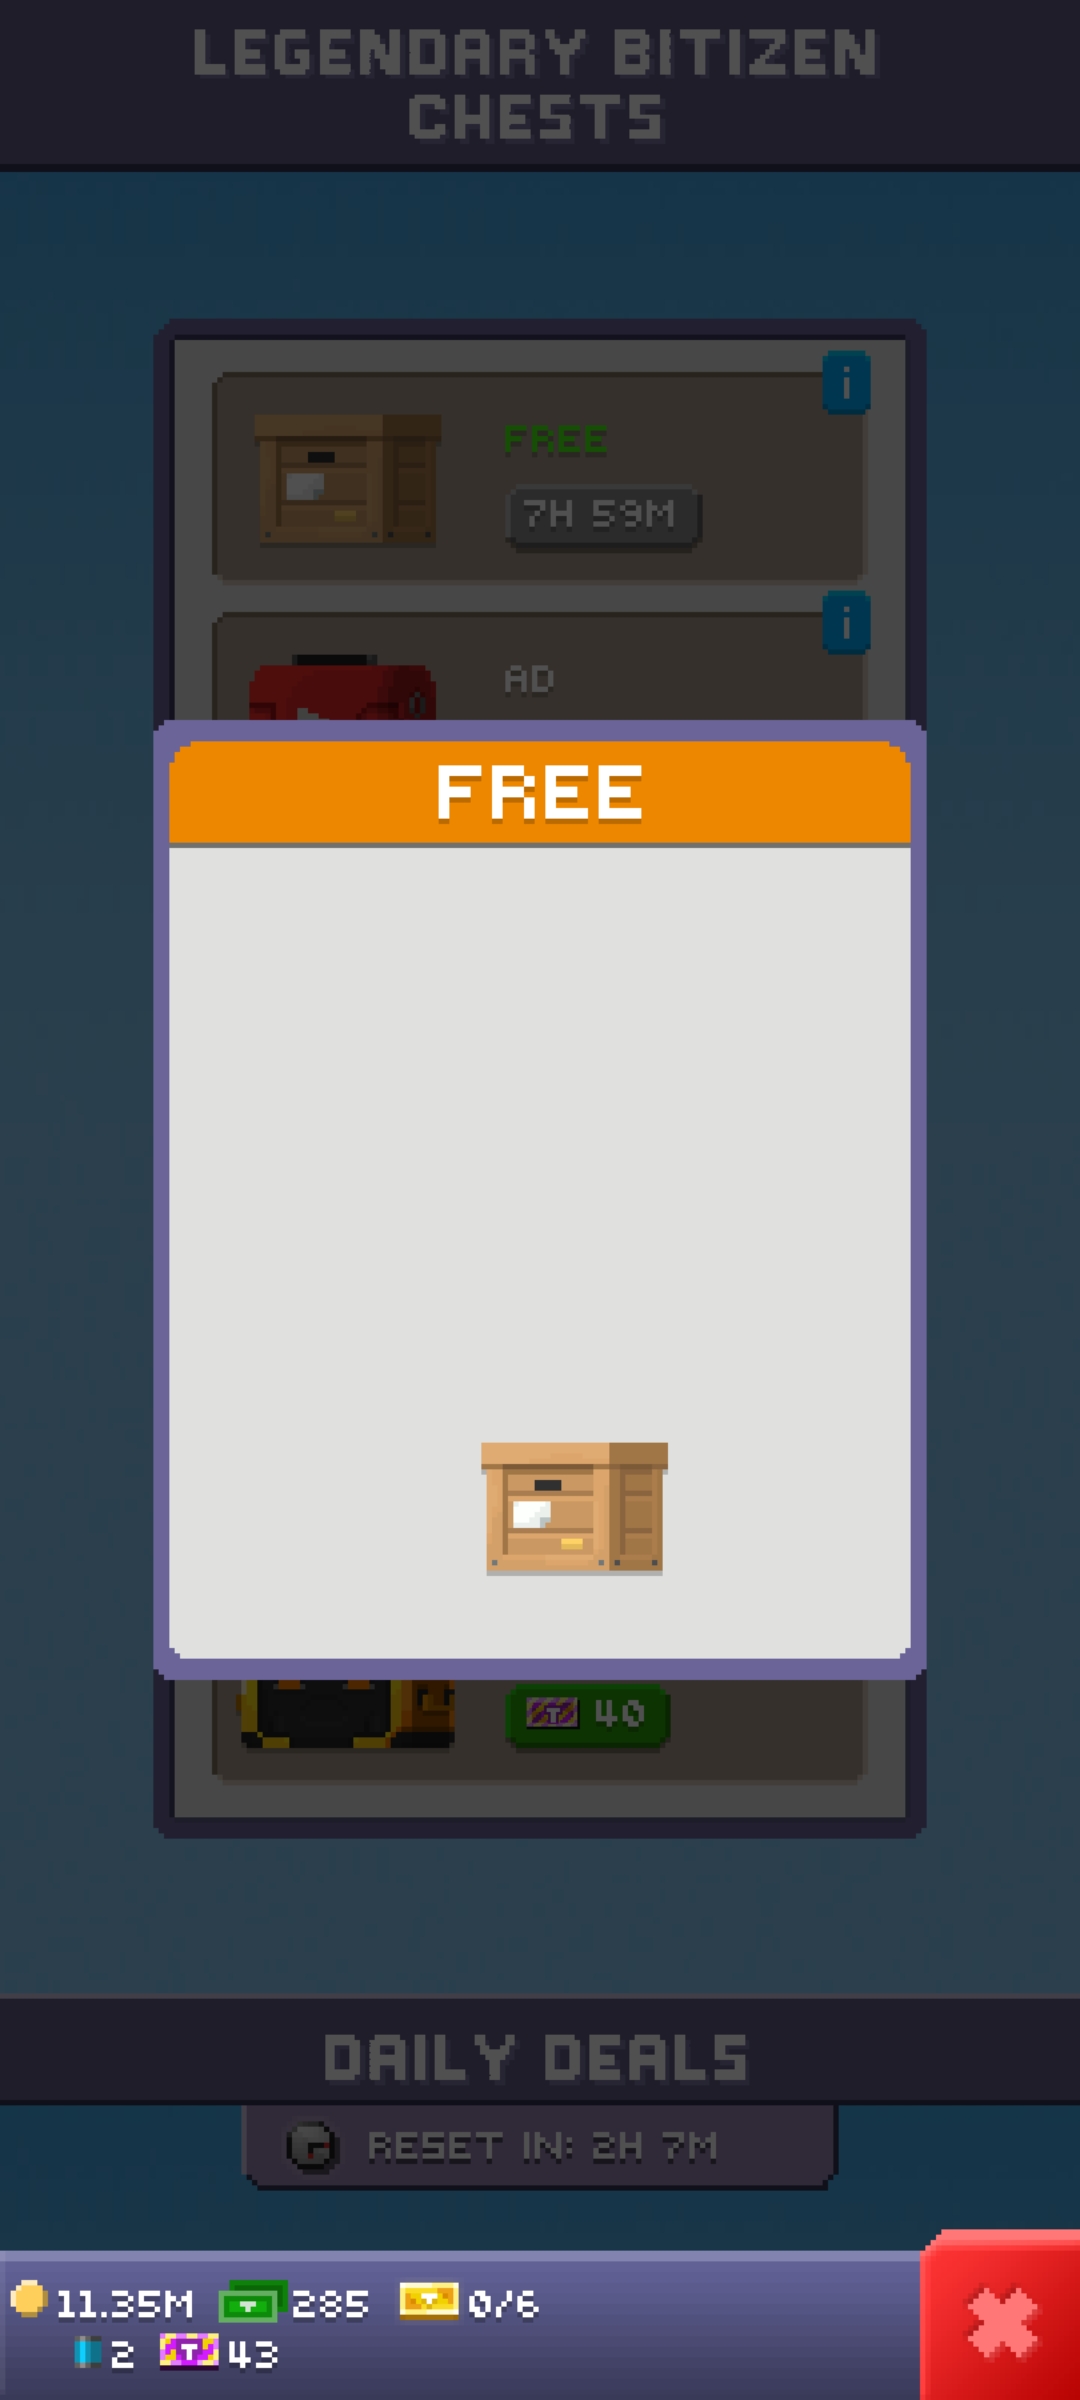 LEGENDARY BITIZEN
CHESTS
i
FREE
7H 59M
i
AD
FREE
T 40
DAILY DEALS
RESET IN: 2H 7M
11.35M 285 0/6
2 T 43